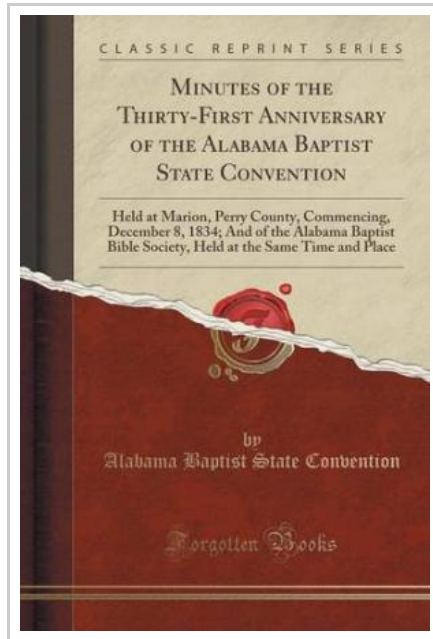 CLASSIC REPRINT SERIES
MINUTES OF THE
THIRTY-FIRST ANNIVERSARY
OF THE ALABAMA BAPTIST
STATE CONVENTION
Held at Marion, Perry County, Commencing,
December 8, 1834; And of the Alabama Baptist
Bible Society, Held at the Same Time and Place
by
Alabama Baptist State Convention
Forgotten Books